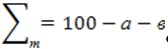 ∑m = 100 − a − в